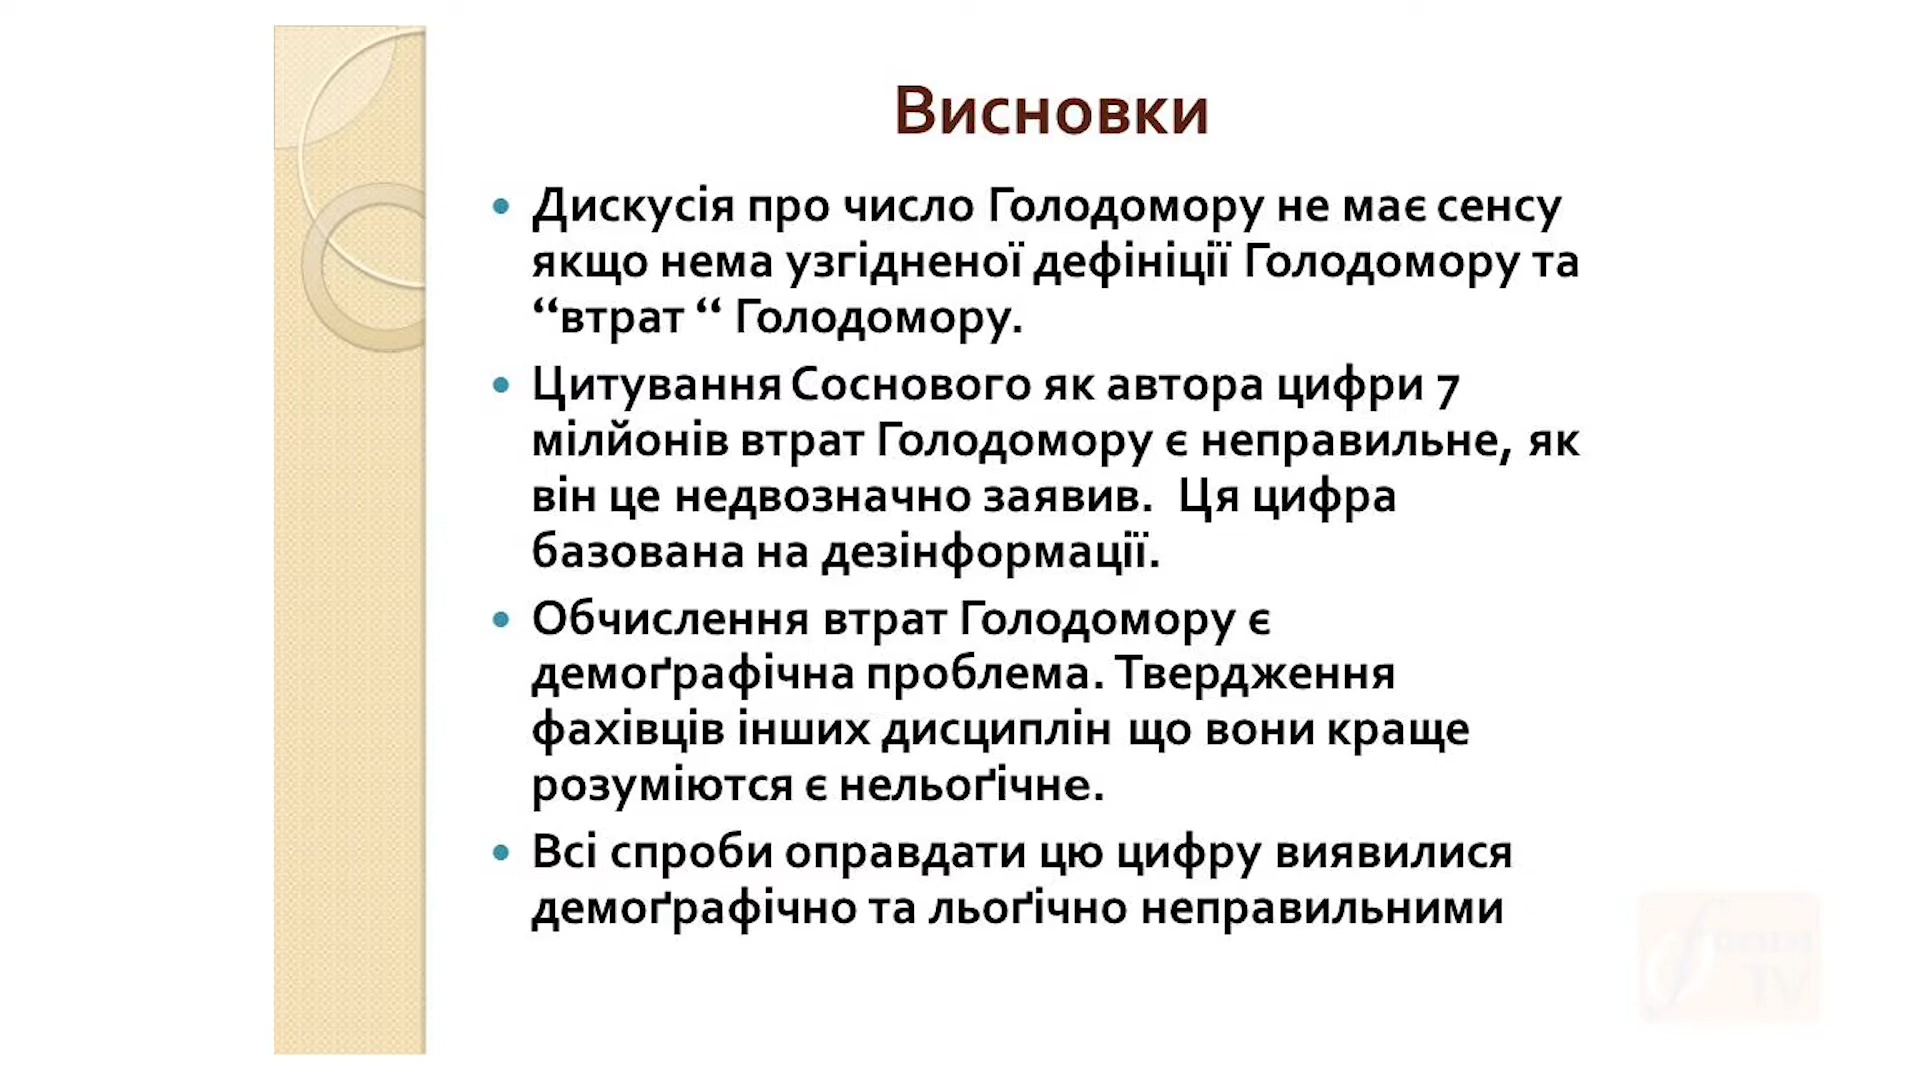 Висновки
Дискусія про число Голодомору не має сенсу
якщо нема узгідненої дефініції Голодомору та
“втрат “ Голодомору.
Цитування Соснового як автора цифри 7
мілйонів втрат Голодомору є неправильне, як
він це недвозначно заявив. Ця цифра
базована на дезінформації.
Обчислення втрат Голодомору є
демоґрафічна проблема. Твердження
фахівців інших дисциплін що вони краще
розуміются є нельоґічне.
Всі спроби оправдати цю цифру виявилися
демоґрафічно та льоґічно неправильними
TV